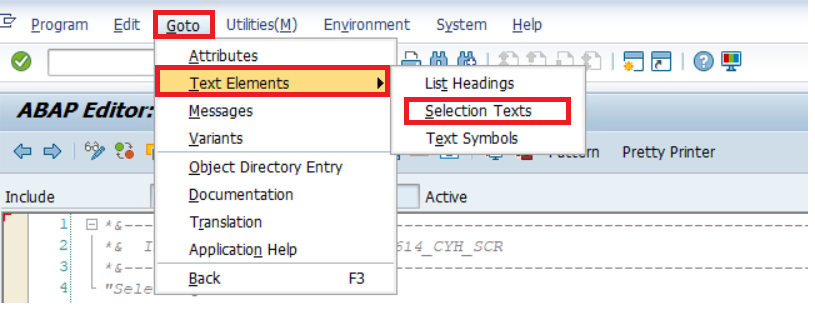 Program Edit Goto Utilities(M) Environment System Help
Attributes
Text Elements List Headings
ABAP Editor: Messages Selection Texts
Variants Text Symbols
Pattern Pretty Printer
Object Directory Entry
Include Documentation Active
1 *&---
Translation
2 *& I 614_CYH_SCR
Application Help
3 *&---
Back F3
4 "Sele